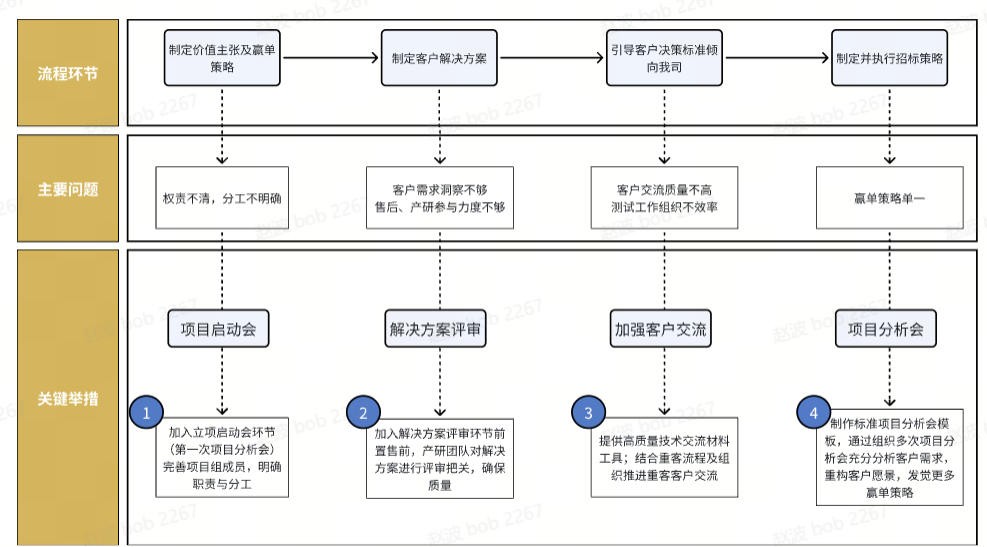 流程环节
制定价值主张及赢单
策略
制定客户解决方案
引导客户决策标准倾
向我司
制定并执行招标策略
主要问题
权责不清，分工不明确
客户需求洞察不够
售后、产研参与力度不够
客户交流质量不高
测试工作组织不效率
赢单策略单一
关键举措
项目启动会
解决方案评审
加强客户交流
项目分析会
1
加入立项启动会环节
（第一次项目分析会）
完善项目组成员，明确
职责与分工
2
加入解决方案评审环节前
置售前，产研团队对解决
方案进行评审把关，确保
质量
3
提供高质量技术交流材料
工具；结合重客流程及组
织推进重客客户交流
4
制作标准项目分析会模
板，通过组织多次项目分
析会充分分析客户需求，
重构客户愿景，发觉更多
赢单策略
赵波 bob 2267